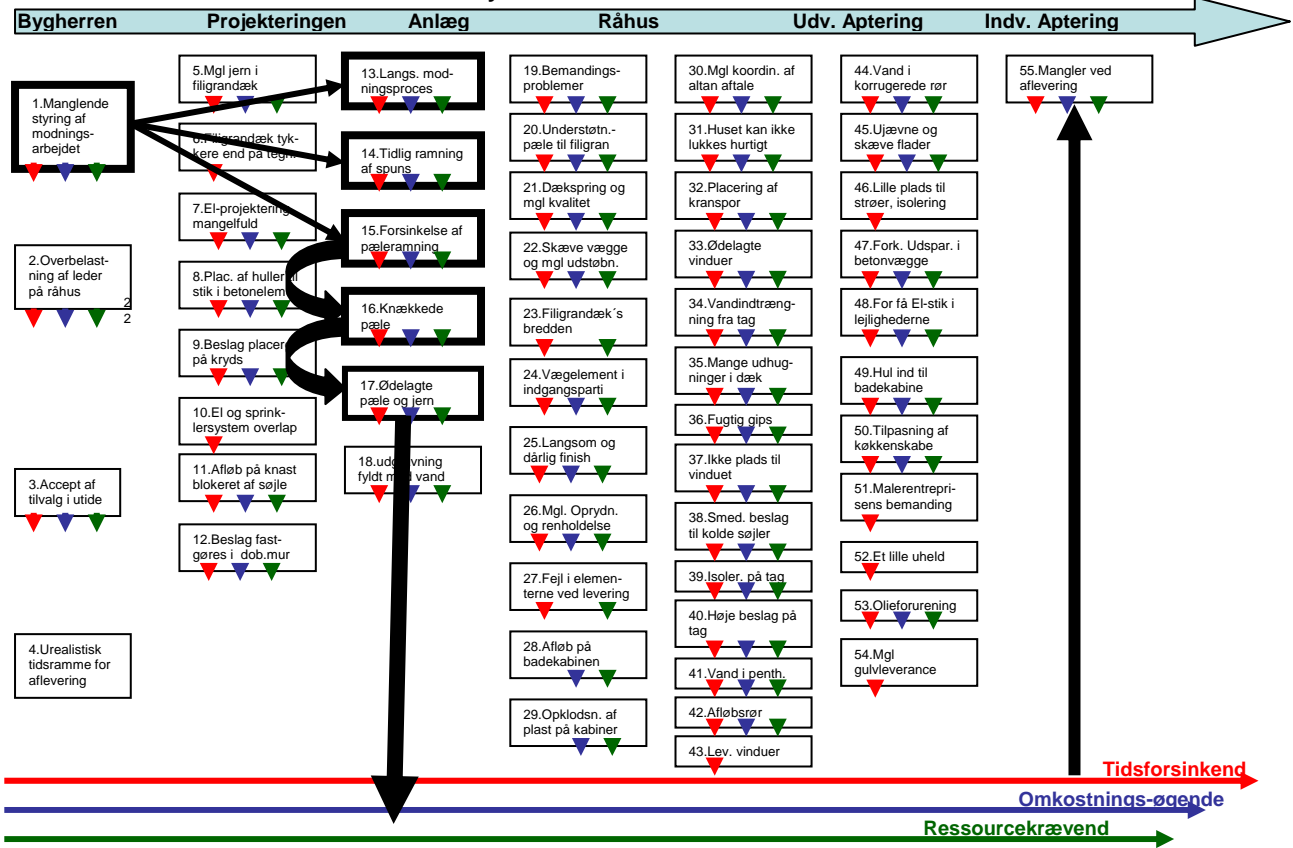 Bygherren
Projekteringen
Anlæg
Råhus
Udv. Aptering
Indv. Aptering
1.Manglende
styring af
modnings-
arbejdet
2.Overbelast-
ning af leder
på råhus
2
2
3.Accept af
tilvalg i utide
4.Urealistisk
tidsramme for
aflevering
5.Mgl jern i
filigrandæk
6.Filigrandæk tyk-
kere end på tegn.
7.El-projektering
mangelfuld
8.Plac. af huller til
stik i betonelem
9.Beslag placere
på kryds
10.El og sprink-
lersystem overlap
11.Afløb på knast
blokeret af søjle
12.Beslag fast-
gøres i dob.mur
13.Langs. mod-
ningsproces
14.Tidlig ramning
af spuns
15.Forsinkelse af
pæleramning
16.Knækkede
pæle
17.Ødelagte
pæle og jern
fyldt med vand
19.Bemandings-
problemer
20.Understøtn.-
pæle til filigran
21.Dækspring og
mgl kvalitet
22.Skæve vægge
og mgl udstøbn.
23.Filigrandæk´s
bredden
24.Vægelement i
indgangsparti
25.Langsom og
dårlig finish
26.Mgl. Oprydn.
og renholdelse
27.Fejl i elemen-
terne ved levering
28.Afløb på
badekabinen
29.Opklodsn. af
plast på kabiner
30.Mgl koordin. af
altan aftale
31.Huset kan ikke
lukkes hurtigt
32.Placering af
kranspor
33.Ødelagte
vinduer
34.Vandindtræng-
ning fra tag
35.Mange udhug-
ninger i dæk
36.Fugtig gips
37.Ikke plads til
vinduet
38.Smed. beslag
til kolde søjler
39.Isoler. på tag
40.Høje beslag på
tag
41.Vand i penth.
42.Afløbsrør
43.Lev. vinduer
44.Vand i
korrugerede rør
45.Ujævne og
skæve flader
46.Lille plads til
strøer, isolering
47.Fork. Udspar. i
betonvægge
48.For få El-stik i
lejlighederne
49.Hul ind til
badekabine
50.Tilpasning af
køkkenskabe
51.Malerentrepri-
sens bemanding
52.Et lille uheld
53.Olieforurening
54.Mgl
gulvleverance
55.Mangler ved
aflevering
Tidsforsinkend
Omkostnings-øgende
Ressourcekrævend